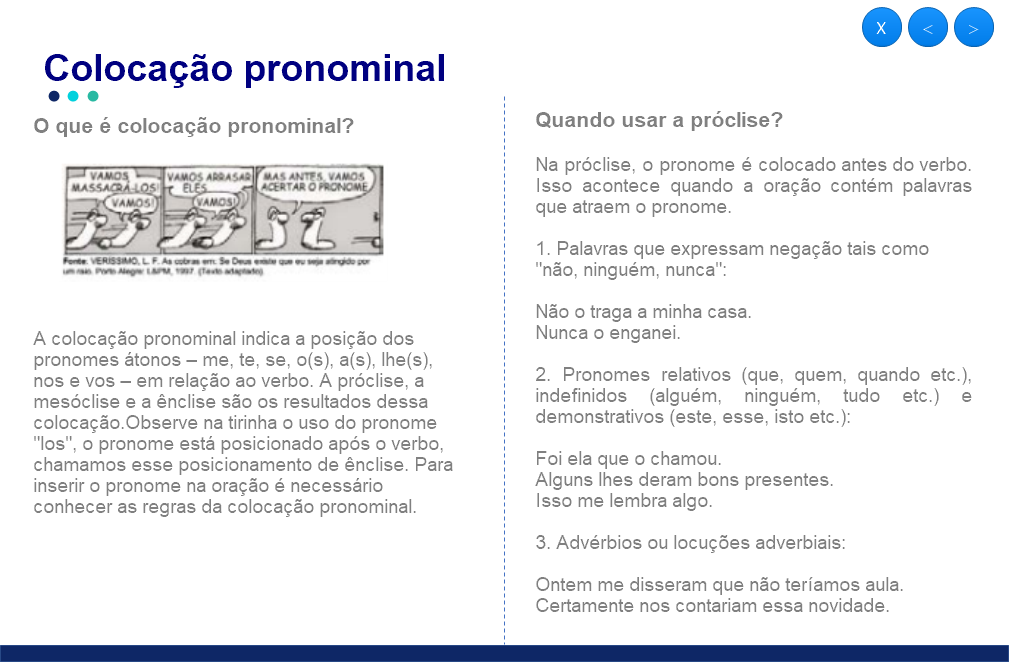 X < >
Colocação pronominal
O que é colocação pronominal?
VAMOS
MASSACRÁ-LOS!
VAMOS!
VAMOS ARRASAR
ELES
VAMOS!
MAS ANTES, VAMOS
ACERTAR O PRONOME
Fonte: VERISSIMO, L. F. As cobras em: Se Deus existe que eu seja atingido por
um raio. Porto Alegre: L&PM, 1997. (Texto adaptado).
A colocação pronominal indica a posição dos
pronomes átonos – me, te, se, o(s), a(s), lhe(s),
nos e vos – em relação ao verbo. A próclise, a
mesóclise e a ênclise são os resultados dessa
colocação.Observe na tirinha o uso do pronome
"los", o pronome está posicionado após o verbo,
chamamos esse posicionamento de ênclise. Para
inserir o pronome na oração é necessário
conhecer as regras da colocação pronominal.
Quando usar a próclise?
Na próclise, o pronome é colocado antes do verbo.
Isso acontece quando a oração contém palavras
que atraem o pronome.
1. Palavras que expressam negação tais como
"não, ninguém, nunca":
Não o traga a minha casa.
Nunca o enganei.
2. Pronomes relativos (que, quem, quando etc.),
indefinidos (alguém, ninguém, tudo etc.) e
demonstrativos (este, esse, isto etc.):
Foi ela que o chamou.
Alguns lhes deram bons presentes.
Isso me lembra algo.
3. Advérbios ou locuções adverbiais:
Ontem me disseram que não teríamos aula.
Certamente nos contariam essa novidade.